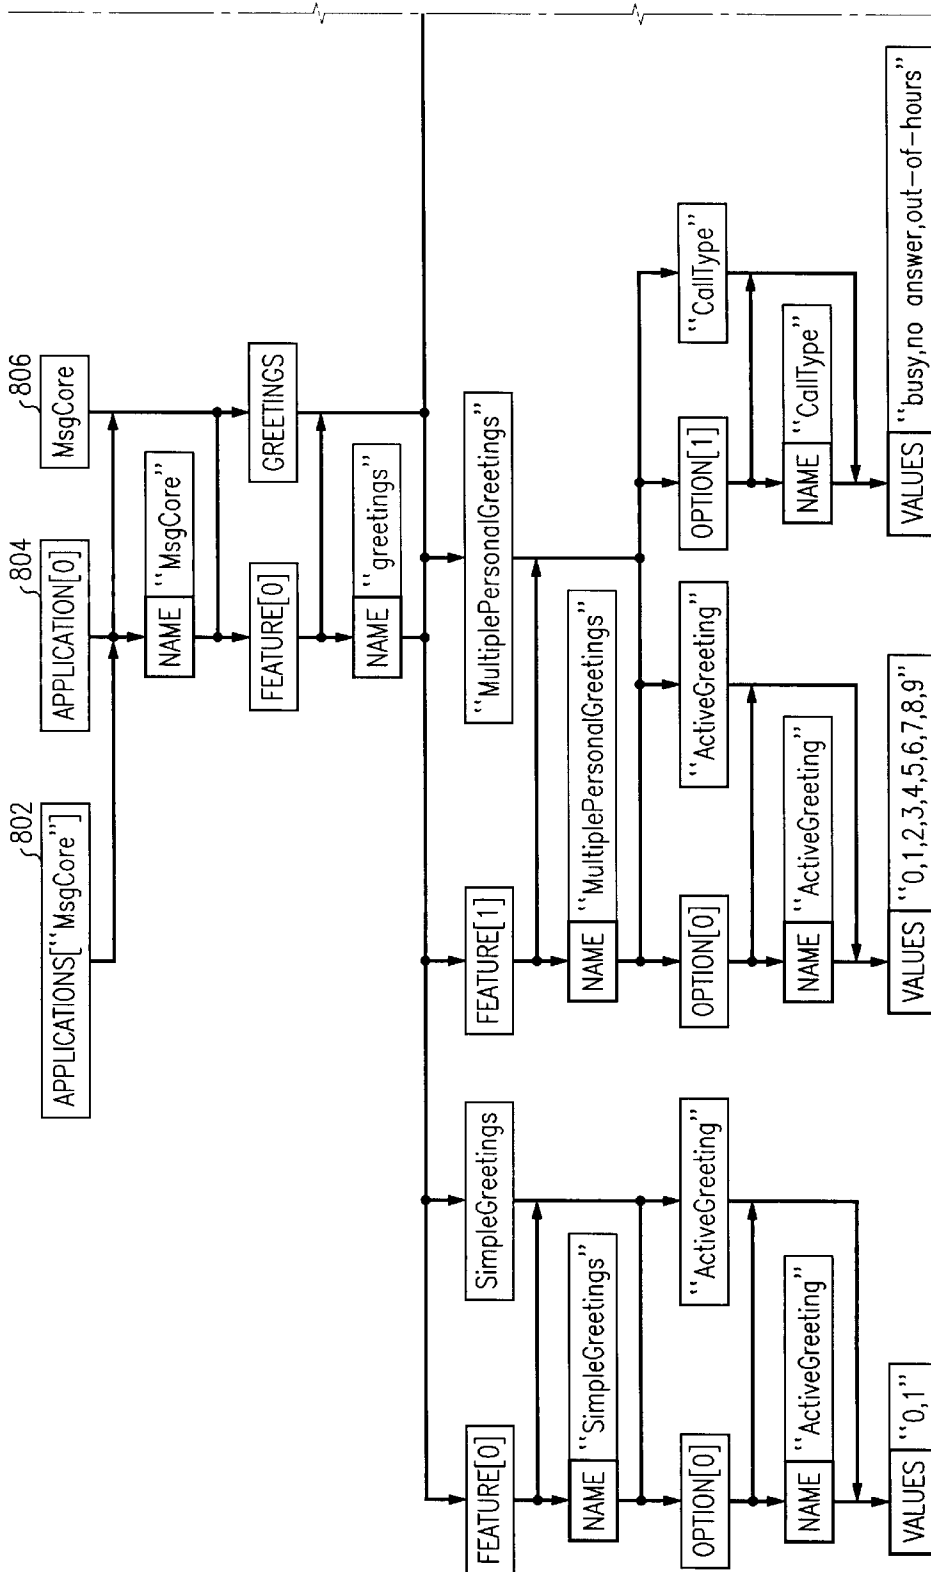 802
804
806
APPLICATIONS[“MsgCore”]
APPLICATION[0]
MsgCore
NAME “MsgCore”
FEATURE[0]
GREETINGS
NAME “greetings”
FEATURE[0]
SimpleGreetings
FEATURE[1]
“MultiplePersonalGreetings”
NAME “SimpleGreetings”
NAME “MultiplePersonalGreetings”
OPTION[0]
“ActiveGreeting”
OPTION[0]
“ActiveGreeting”
OPTION[1]
“CallType”
NAME “ActiveGreeting”
NAME “ActiveGreeting”
NAME “CallType”
VALUES “0,1”
VALUES “0,1,2,3,4,5,6,7,8,9”
VALUES “busy,no answer,out-of-hours”